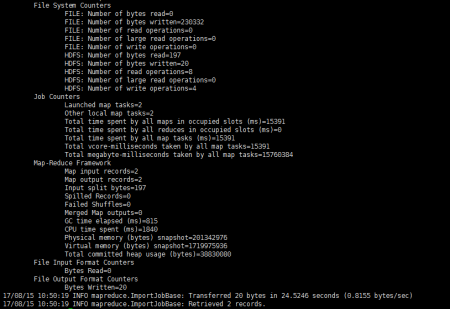 File System Counters
FILE: Number of bytes read=0
FILE: Number of bytes written=230332
FILE: Number of read operations=0
FILE: Number of large read operations=0
FILE: Number of write operations=0
HDFS: Number of bytes read=197
HDFS: Number of bytes written=20
HDFS: Number of read operations=8
HDFS: Number of large read operations=0
HDFS: Number of write operations=4
Job Counters
Launched map tasks=2
Other local map tasks=2
Total time spent by all maps in occupied slots (ms)=15391
Total time spent by all reduces in occupied slots (ms)=0
Total time spent by all map tasks (ms)=15391
Total vcore-milliseconds taken by all map tasks=15391
Total megabyte-milliseconds taken by all map tasks=15760384
Map-Reduce Framework
Map input records=2
Map output records=2
Input split bytes=197
Spilled Records=0
Failed Shuffles=0
Merged Map outputs=0
GC time elapsed (ms)=815
CPU time spent (ms)=1840
Physical memory (bytes) snapshot=201342976
Virtual memory (bytes) snapshot=1719975936
Total committed heap usage (bytes)=38830080
File Input Format Counters
Bytes Read=0
File Output Format Counters
Bytes Written=20
17/08/15 10:50:19 INFO mapreduce.ImportJobBase: Transferred 20 bytes in 24.5246 seconds (0.8155 bytes/sec)
17/08/15 10:50:19 INFO mapreduce.ImportJobBase: Retrieved 2 records.